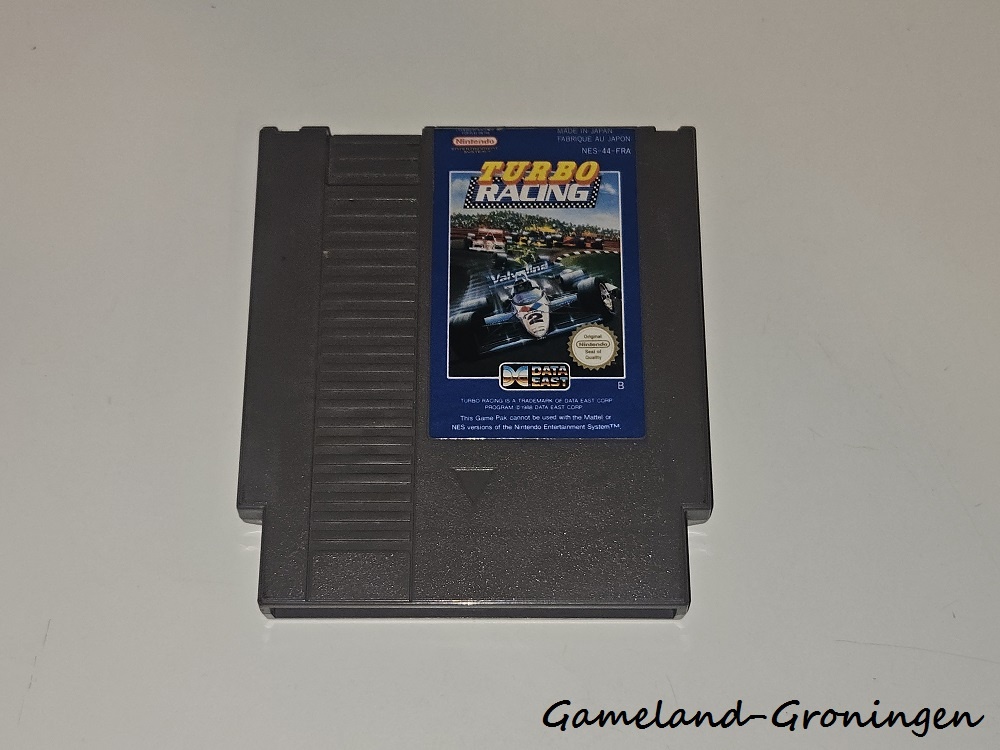 Nintendo
MADE IN JAPAN
FABRIQUE AU JAPON
NES-44-FRA
TURBO
RACING
Valvoline
2
Original
Nintendo
Seal of
Quality
DATA
EAST
B
TURBO RACING IS A TRADEMARK OF DATA EAST CORP
PROGRAM © 1988 DATA EAST CORP
This Game Pak cannot be used with the Mattel or
NES versions of the Nintendo Entertainment System™.
Gameland-Groningen